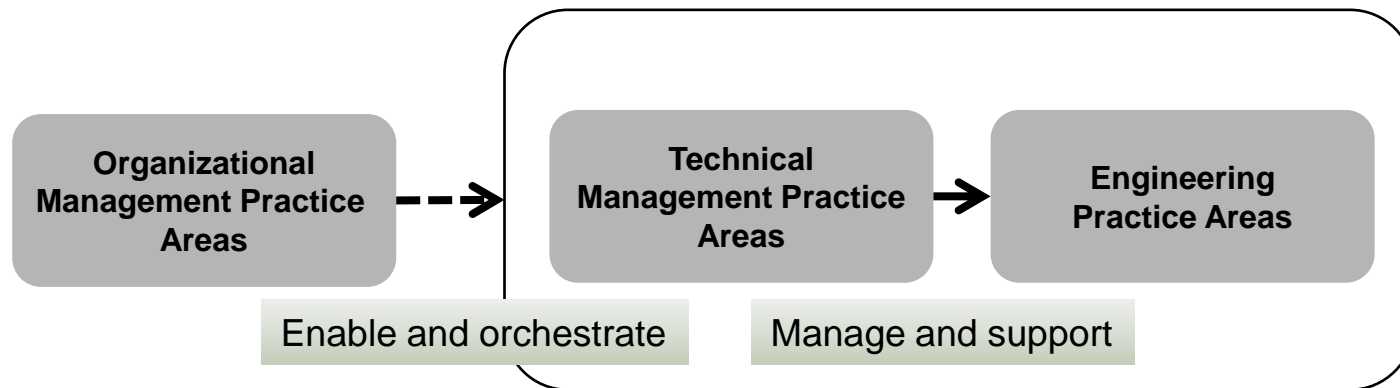 Organizational
Management Practice
Areas
Technical
Management Practice
Areas
Engineering
Practice Areas
Enable and orchestrate
Manage and support